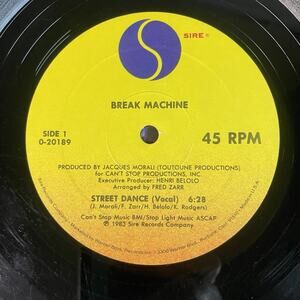 SIRE®
BREAK MACHINE
SIDE 1
0-20189
45 RPM
PRODUCED BY JACQUES MORALI (TOUTOUNE PRODUCTIONS)
for CAN'T STOP PRODUCTIONS, INC.
Executive Producer: HENRI BELOLO
Arranged by FRED ZARR
STREET DANCE (Vocal) 6:28
(J. Morali/F. Zarr/H. Belolo/K. Rodgers)
Can't Stop Music BMI/Stop Light Music ASCAP
℗ 1983 Sire Records Company